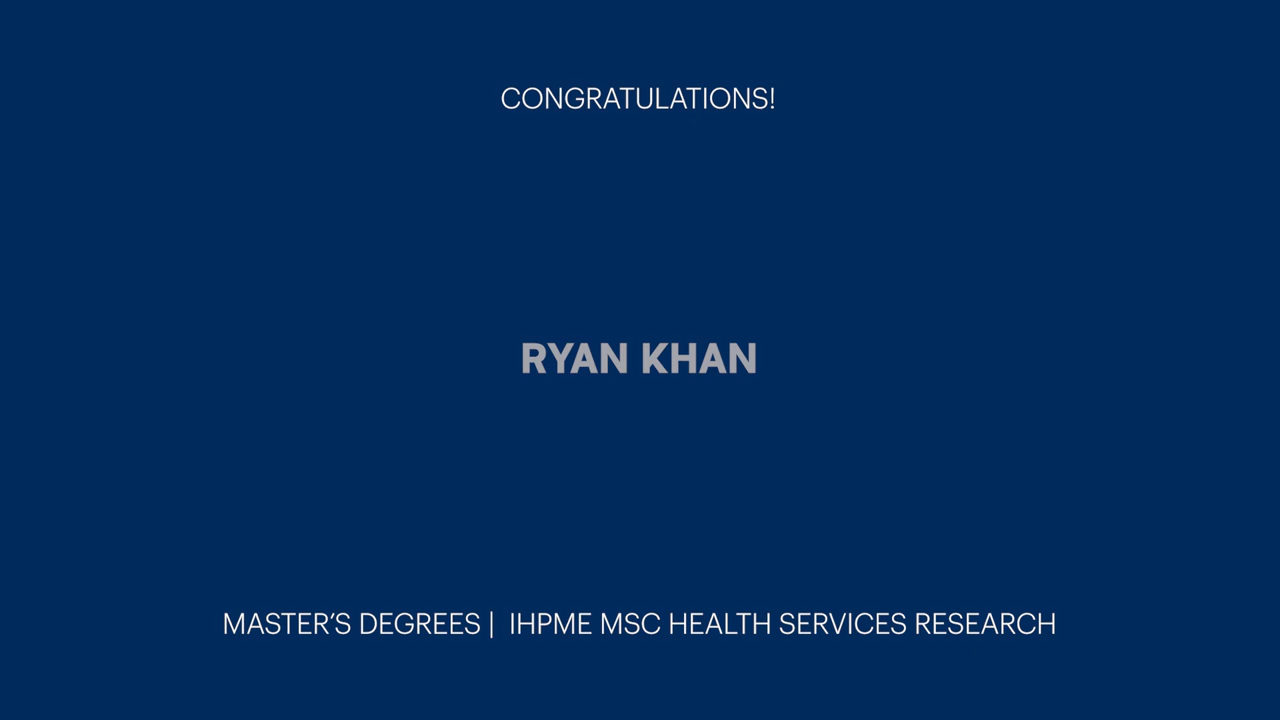 CONGRATULATIONS!
RYAN KHAN
MASTER’S DEGREES | IHPME MSC HEALTH SERVICES RESEARCH